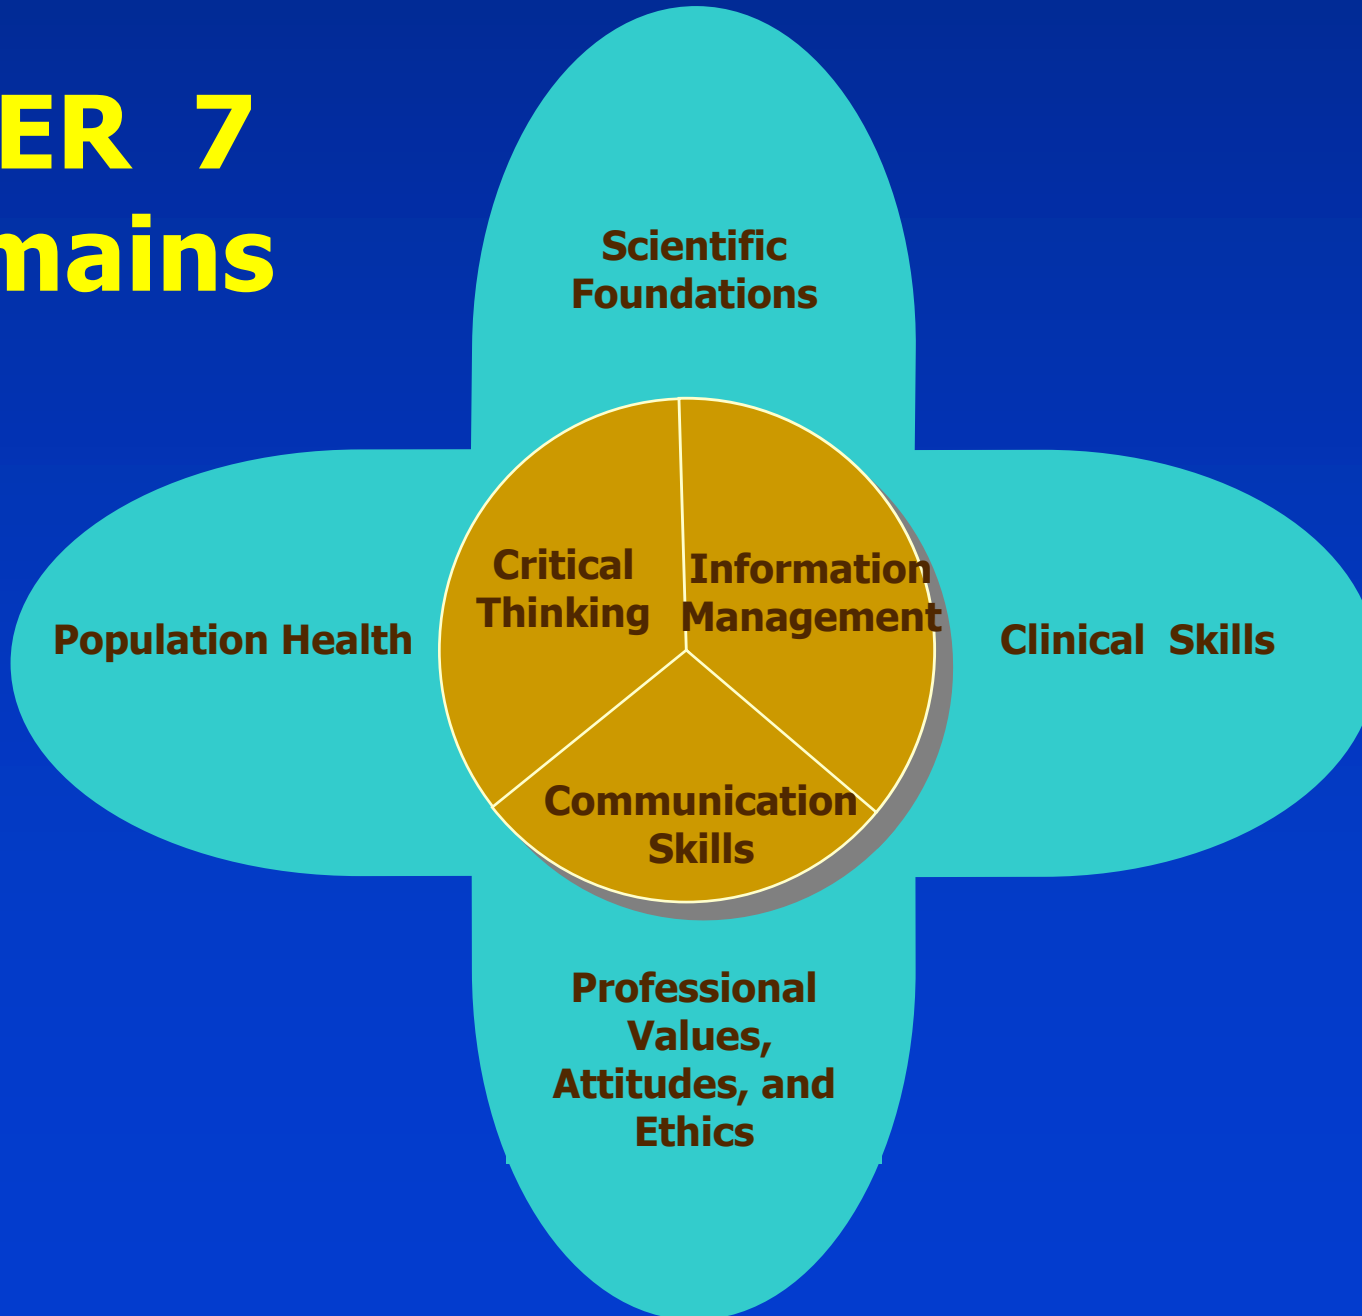 ER 7
mains
Scientific
Foundations
Critical
Thinking
Information
Management
Population Health
Clinical Skills
Communication
Skills
Professional
Values,
Attitudes, and
Ethics